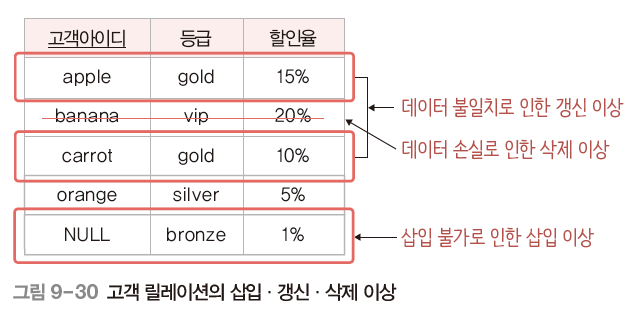 고객아이디 등급 할인율
apple gold 15%
데이터 불일치로 인한 갱신 이상
banana vip 20%
데이터 손실로 인한 삭제 이상
carrot gold 10%
orange silver 5%
NULL bronze 1%
삽입 불가로 인한 삽입 이상
그림 9-30 고객 릴레이션의 삽입 · 갱신 · 삭제 이상